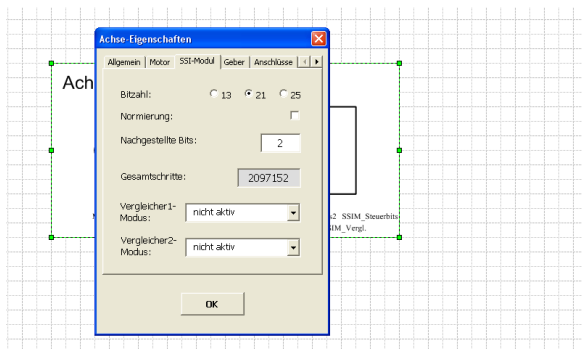 Achse-Eigenschaften
Allgemein Motor SSI-Modul Geber Anschlüsse
Ach
Bitzahl: 13 21 25
Normierung:
Nachgestellte Bits: 2
Gesamtschritte: 2097152
Vergleicher1-
Modus: nicht aktiv
s2 SSIM_Steuerbits
SIM_Vergl.
Vergleicher2-
Modus: nicht aktiv
OK